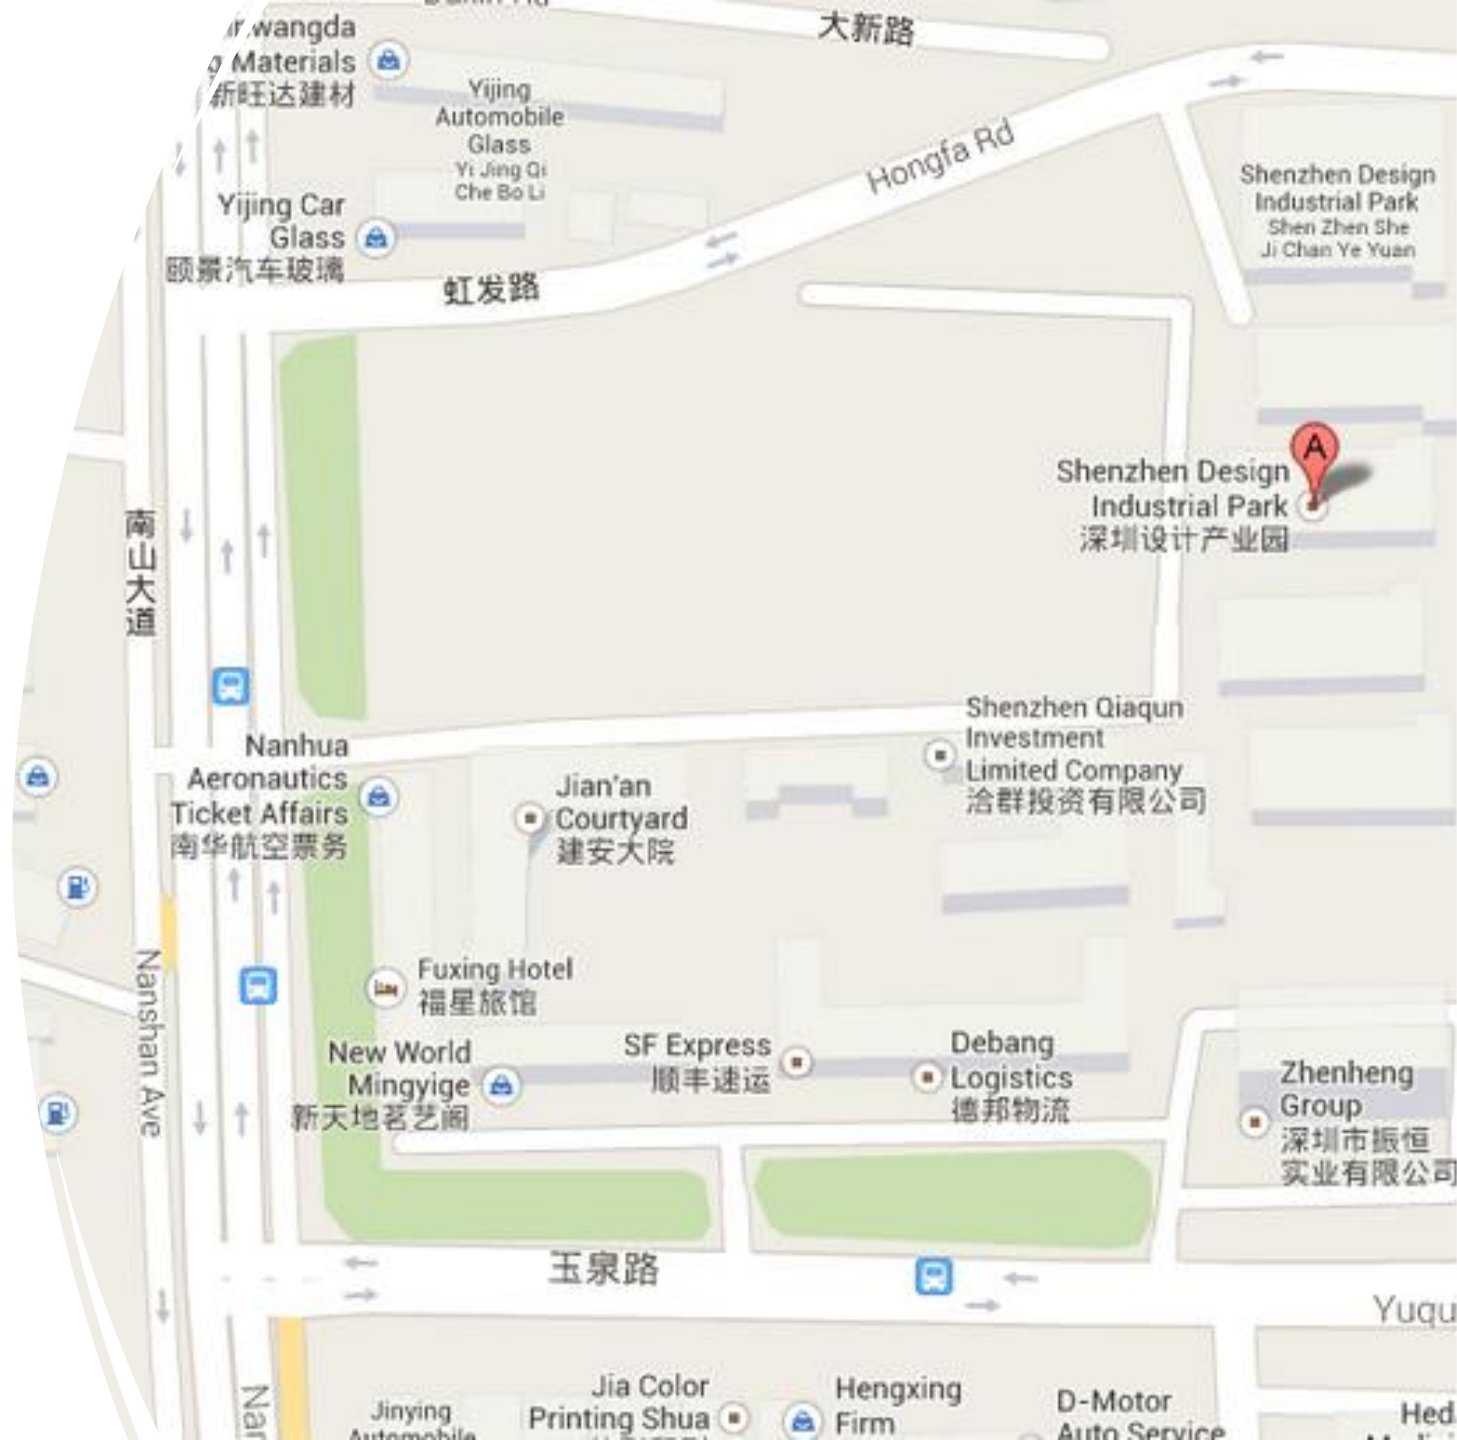 大新路
g Materials
新旺达建材
Yijing
Automobile
Glass
Yi Jing Qi
Che Bo Li
Hongfa Rd
Shenzhen Design
Industrial Park
Shen Zhen She
Ji Chan Ye Yuan
Yijing Car
Glass
颐景汽车玻璃
虹发路
A
Shenzhen Design
Industrial Park
深圳设计产业园
南山大道
Shenzhen Qiaqun
Investment
Limited Company
洽群投资有限公司
Nanhua
Aeronautics
Ticket Affairs
南华航空票务
Jian'an
Courtyard
建安大院
Nanshan Ave
Fuxing Hotel
福星旅馆
New World
Mingyige
新天地茗艺阁
SF Express
顺丰速运
Debang
Logistics
德邦物流
Zhenheng
Group
深圳市振恒
实业有限公司
玉泉路
Yuqu
Nan
Jia Color
Printing Shua
Hengxing
Firm
D-Motor
Auto Service
Jinying
Automobile
Hed